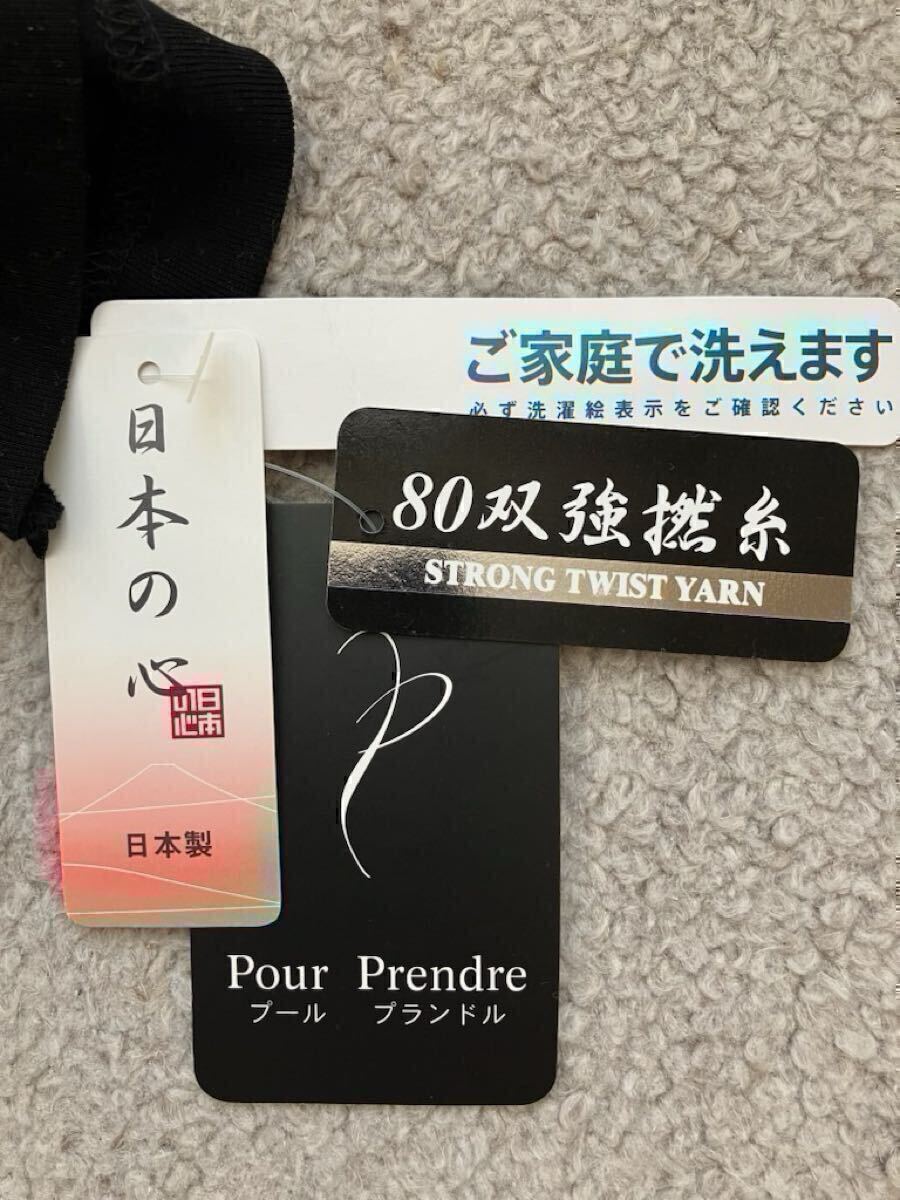 ご家庭で洗えます
必ず洗濯絵表示をご確認ください
80双強撚糸
STRONG TWIST YARN
日本の心
日本の心
日本製
Pour Prendre
プール プランドル